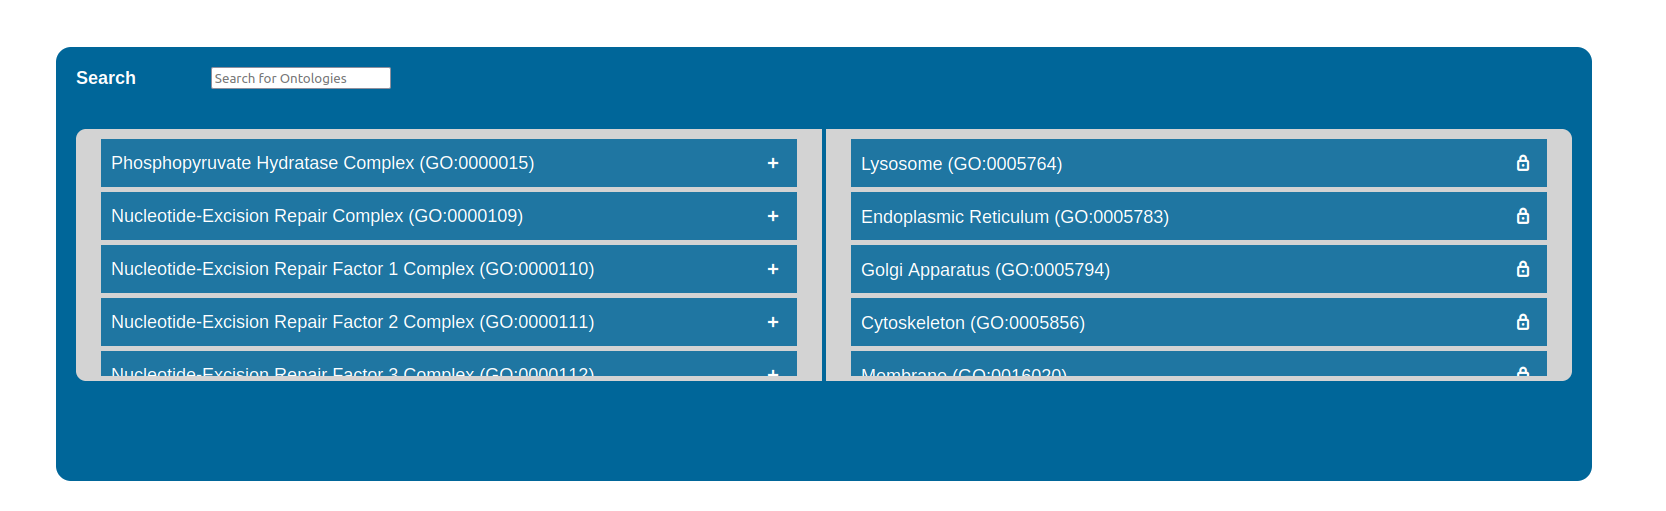 Search
Search for Ontologies
Phosphopyruvate Hydratase Complex (GO:0000015) +
Nucleotide-Excision Repair Complex (GO:0000109) +
Nucleotide-Excision Repair Factor 1 Complex (GO:0000110) +
Nucleotide-Excision Repair Factor 2 Complex (GO:0000111) +
Nucleotide-Excision Repair Factor 3 Complex (GO:0000112) +
Lysosome (GO:0005764)
Endoplasmic Reticulum (GO:0005783)
Golgi Apparatus (GO:0005794)
Cytoskeleton (GO:0005856)
Membrane (GO:0016020)